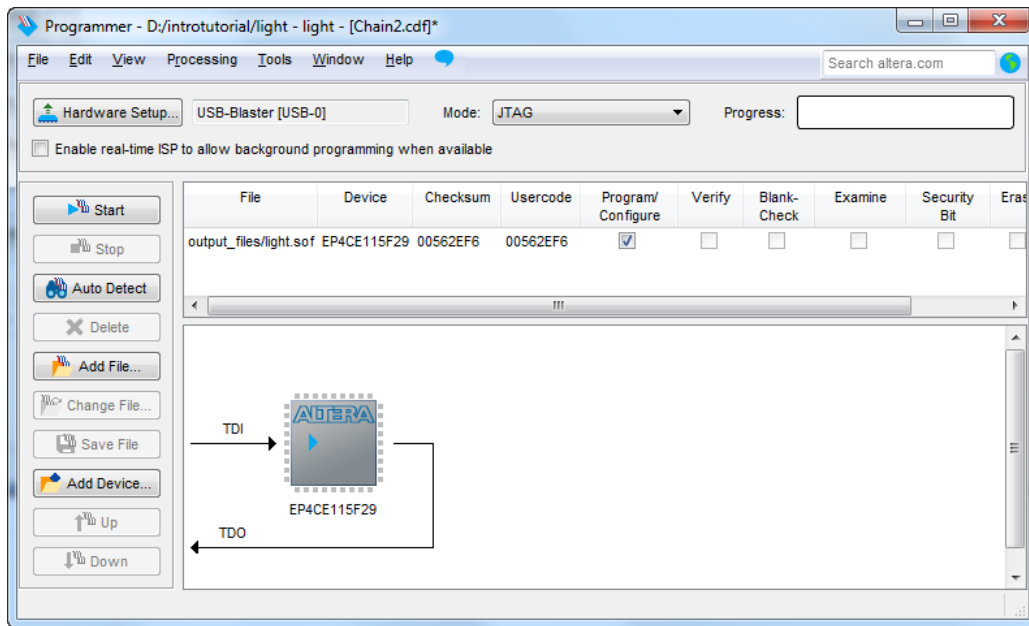 Programmer - D:/introtutorial/light - light - [Chain2.cdf]*
File Edit View Processing Tools Window Help Search altera.com
Hardware Setup... USB-Blaster [USB-0] Mode: JTAG Progress:
Enable real-time ISP to allow background programming when available
File Device Checksum Usercode Program/ Verify Blank- Examine Security Eras
Configure Check Bit
output_files/light.sof EP4CE115F29 00562EF6 00562EF6
Start
Stop
Auto Detect
Delete
Add File...
Change File...
Save File
Add Device...
Up
Down
ALTERA
TDI
EP4CE115F29
TDO